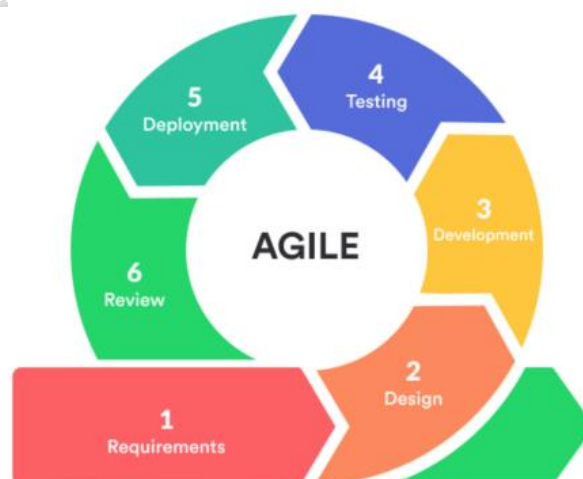 5
Deployment
4
Testing
3
Development
AGILE
6
Review
2
Design
1
Requirements